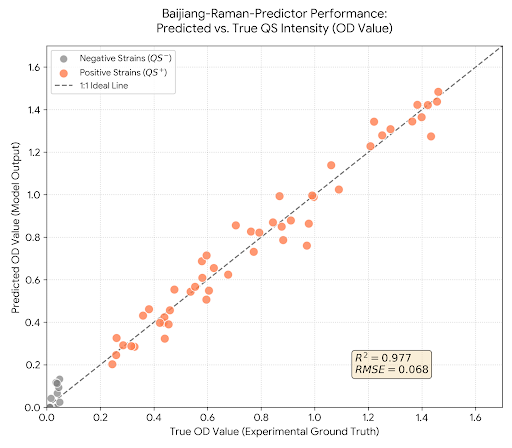 Baijiang-Raman-Predictor Performance:
Predicted vs. True QS Intensity (OD Value)
Negative Strains (QS⁻)
Positive Strains (QS⁺)
1:1 Ideal Line
Predicted OD Value (Model Output)
1.6
1.4
1.2
1.0
0.8
0.6
0.4
0.2
0.0
R² = 0.977
RMSE = 0.068
0.0 0.2 0.4 0.6 0.8 1.0 1.2 1.4 1.6
True OD Value (Experimental Ground Truth)